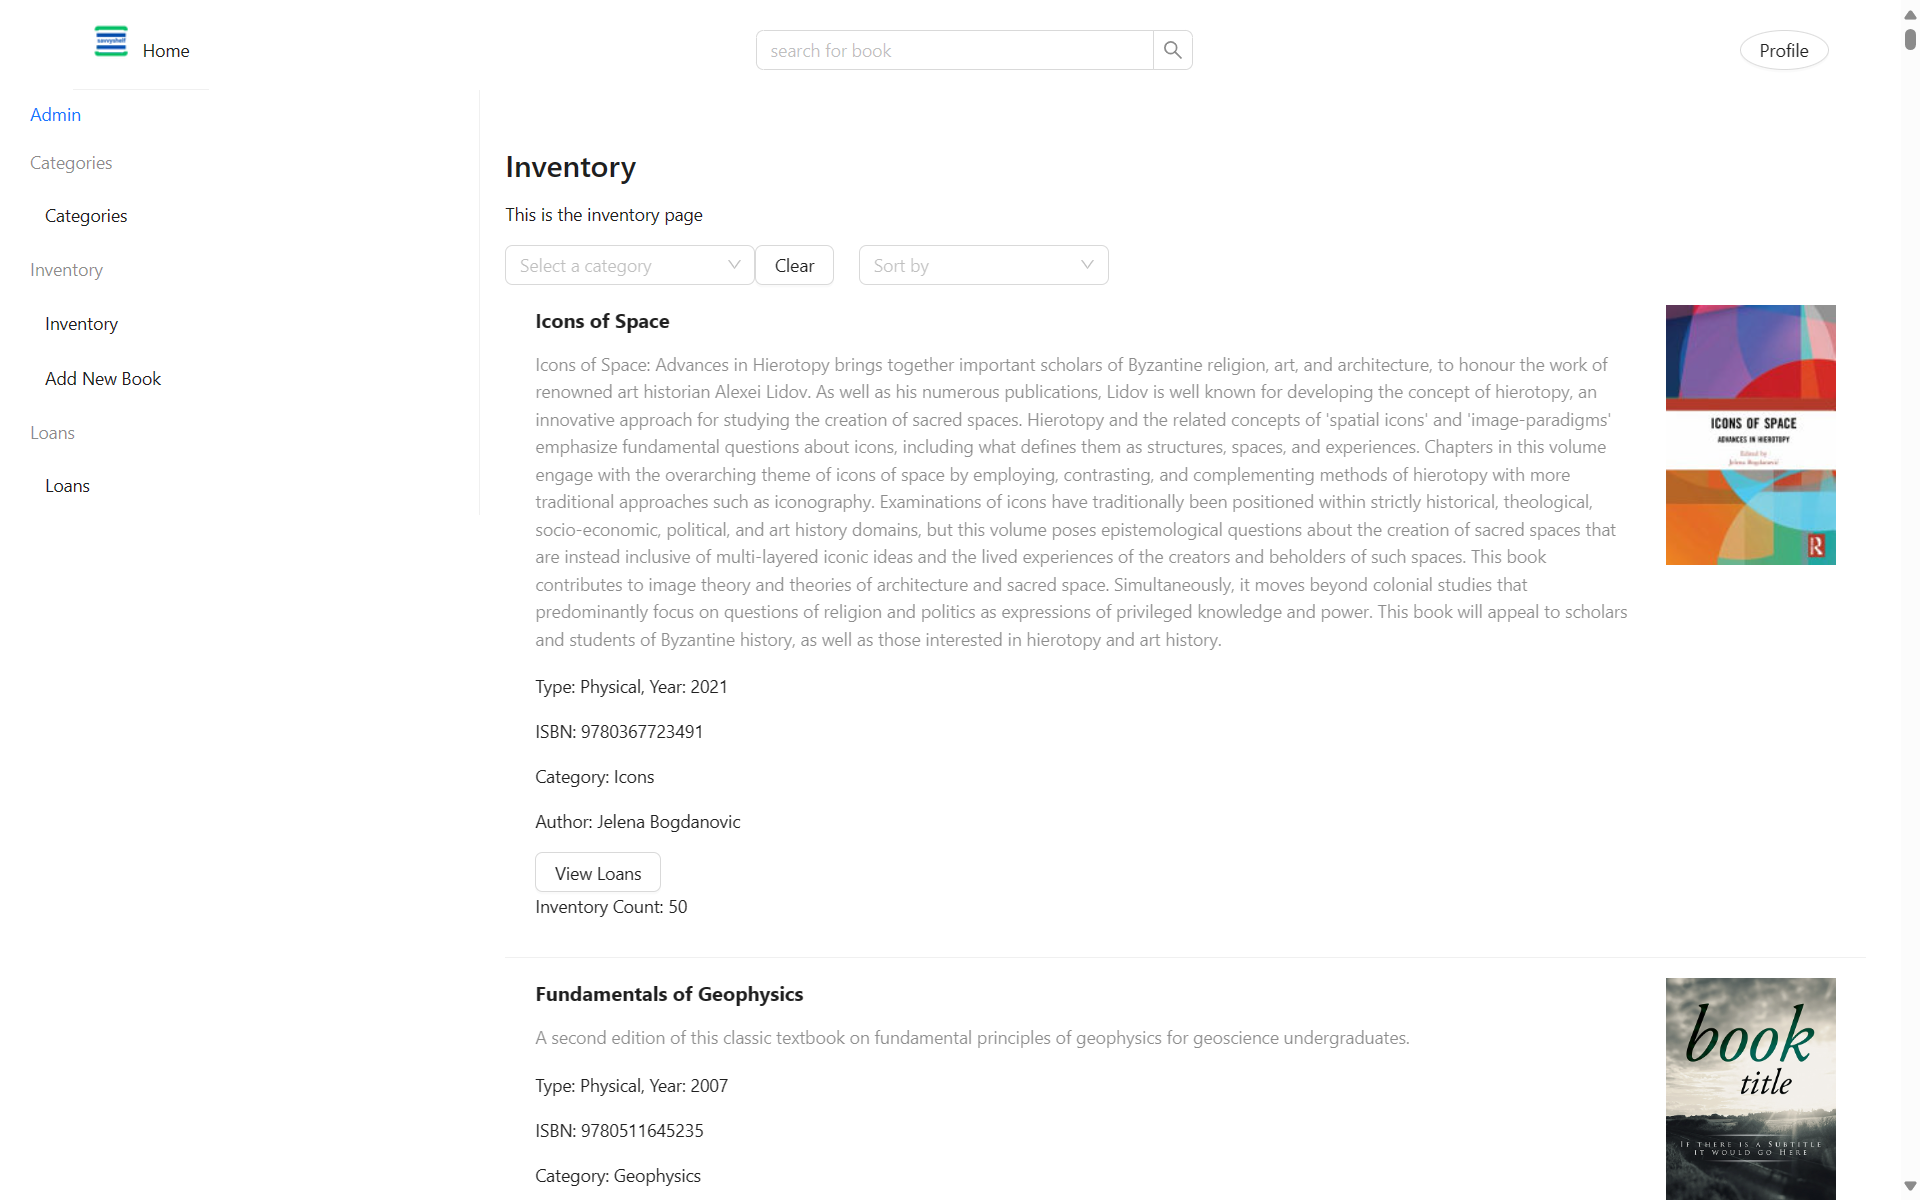 savvyshelf
Home
search for book
Profile
Admin
Categories
Categories
Inventory
Inventory
Add New Book
Loans
Loans
Inventory
This is the inventory page
Select a category
Clear
Sort by
Icons of Space
Icons of Space: Advances in Hierotopy brings together important scholars of Byzantine religion, art, and architecture, to honour the work of
renowned art historian Alexei Lidov. As well as his numerous publications, Lidov is well known for developing the concept of hierotopy, an
innovative approach for studying the creation of sacred spaces. Hierotopy and the related concepts of 'spatial icons' and 'image-paradigms'
emphasize fundamental questions about icons, including what defines them as structures, spaces, and experiences. Chapters in this volume
engage with the overarching theme of icons of space by employing, contrasting, and complementing methods of hierotopy with more
traditional approaches such as iconography. Examinations of icons have traditionally been positioned within strictly historical, theological,
socio-economic, political, and art history domains, but this volume poses epistemological questions about the creation of sacred spaces that
are instead inclusive of multi-layered iconic ideas and the lived experiences of the creators and beholders of such spaces. This book
contributes to image theory and theories of architecture and sacred space. Simultaneously, it moves beyond colonial studies that
predominantly focus on questions of religion and politics as expressions of privileged knowledge and power. This book will appeal to scholars
and students of Byzantine history, as well as those interested in hierotopy and art history.
Type: Physical, Year: 2021
ISBN: 9780367723491
Category: Icons
Author: Jelena Bogdanovic
View Loans
Inventory Count: 50
ICONS OF SPACE
ADVANCES IN HIEROTOPY
Edited by
Jelena Bogdanović
R
Fundamentals of Geophysics
A second edition of this classic textbook on fundamental principles of geophysics for geoscience undergraduates.
Type: Physical, Year: 2007
ISBN: 9780511645235
Category: Geophysics
book
title
IF THERE IS A SUBTITLE
IT WOULD GO HERE